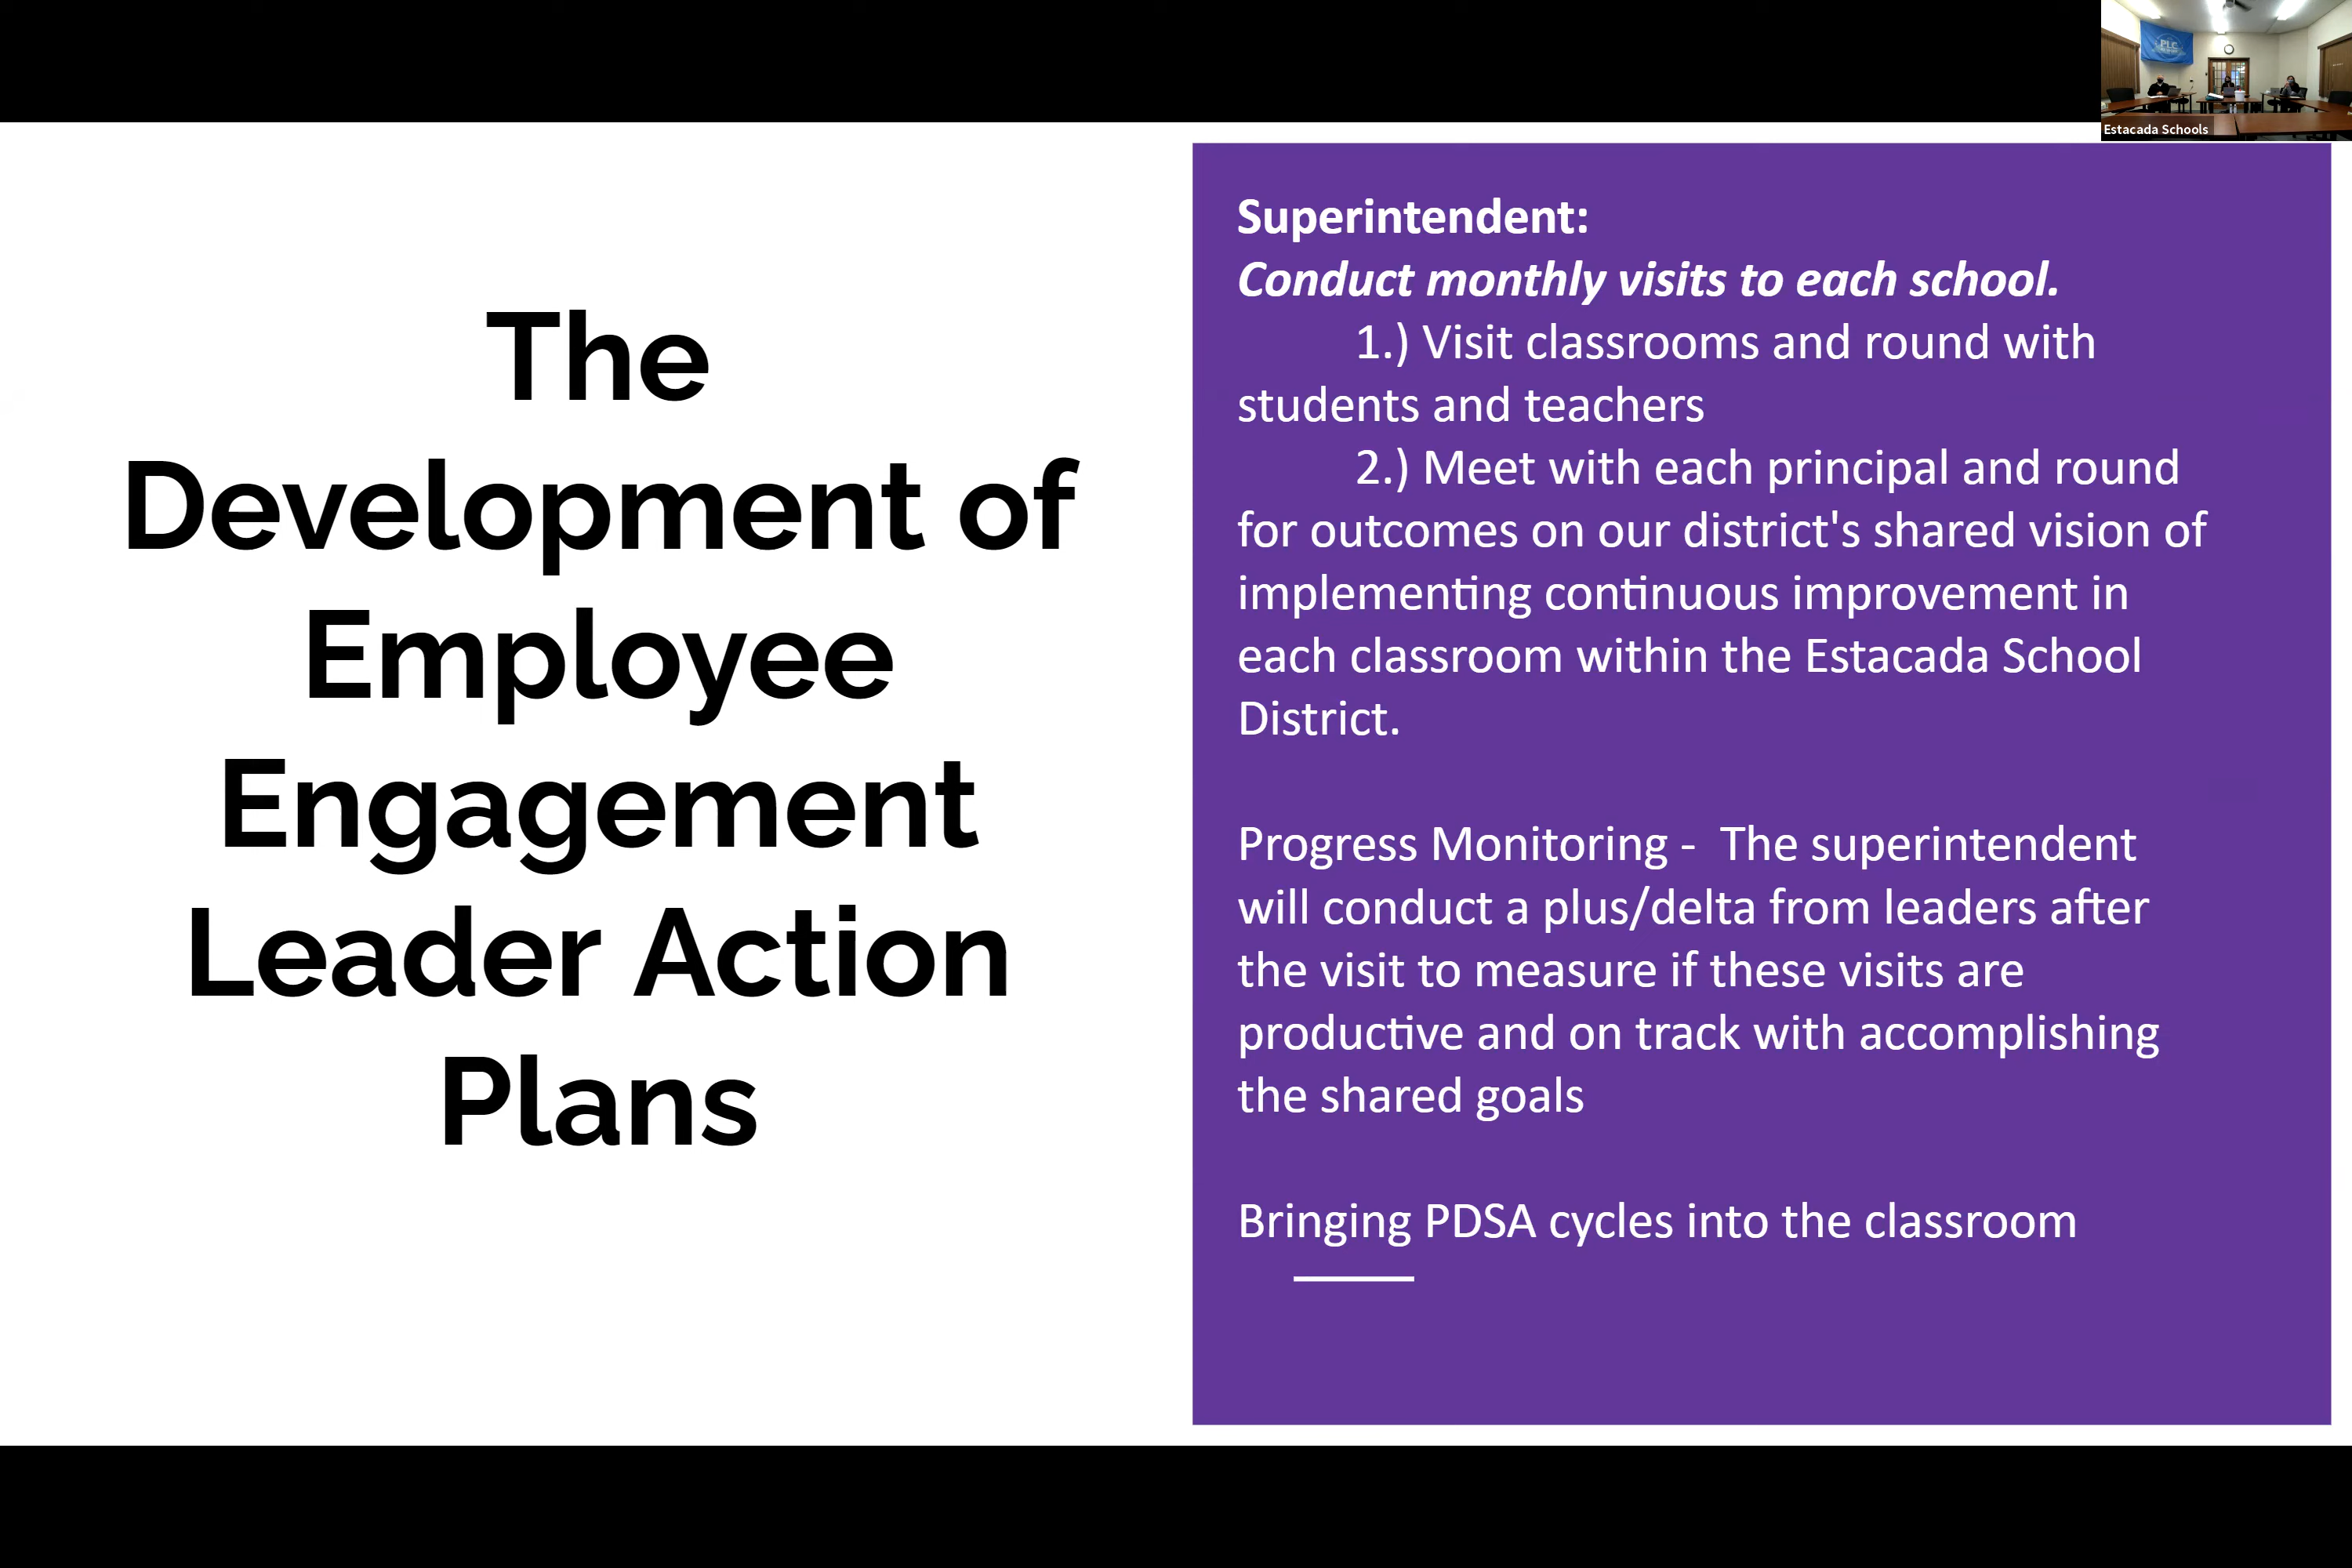 PLC
Estacada Schools
The
Development of
Employee
Engagement
Leader Action
Plans
Superintendent:
Conduct monthly visits to each school.
1.) Visit classrooms and round with
students and teachers
2.) Meet with each principal and round
for outcomes on our district's shared vision of
implementing continuous improvement in
each classroom within the Estacada School
District.
Progress Monitoring -  The superintendent
will conduct a plus/delta from leaders after
the visit to measure if these visits are
productive and on track with accomplishing
the shared goals
Bringing PDSA cycles into the classroom